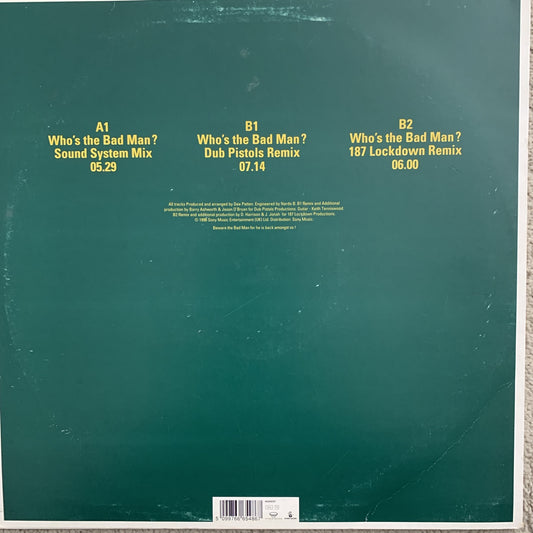 A1
Who's the Bad Man?
Sound System Mix
05.29
B1
Who's the Bad Man?
Dub Pistols Remix
07.14
B2
Who's the Bad Man?
187 Lockdown Remix
06.00
All tracks Produced and arranged by Dee Patten. Engineered by Nardo B. B1 Remix and Additional
production by Barry Ashworth & Jason O'Bryan for Dub Pistols Productions. Guitar - Keith Tenniswood.
B2 Remix and additional production by D. Harrison & J. Jonah for 187 Lockdown Productions.
1998 Sony Music Entertainment (UK) Ltd. Distribution. Sony Music.
Beware the Bad Man for he is back amongst us!
5 099766 654867